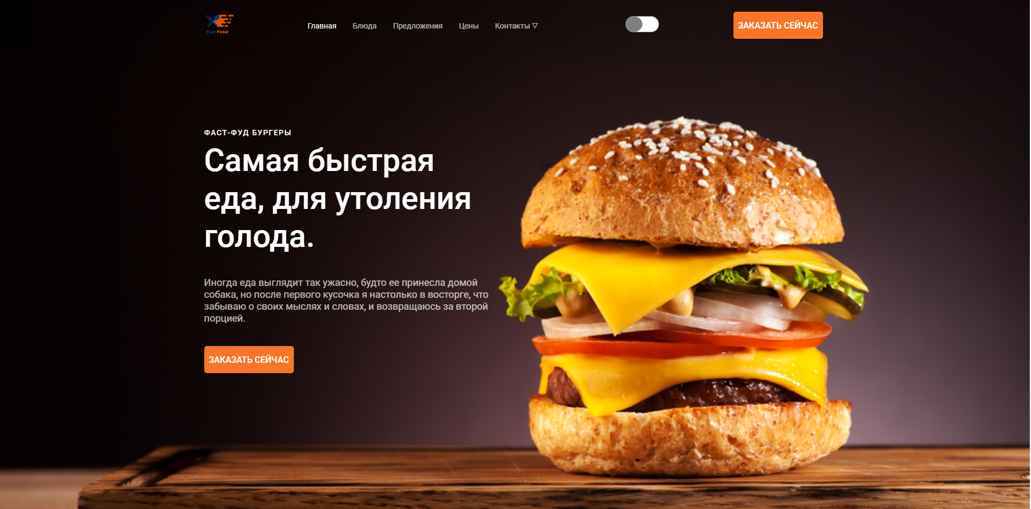 Fast Food
Главная Блюда Предложения Цены Контакты ▽
ЗАКАЗАТЬ СЕЙЧАС
ФАСТ-ФУД БУРГЕРЫ
Самая быстрая
еда, для утоления
голода.
Иногда еда выглядит так ужасно, будто ее принесла домой
собака, но после первого кусочка я настолько в восторге, что
забываю о своих мыслях и словах, и возвращаюсь за второй
порцией.
ЗАКАЗАТЬ СЕЙЧАС